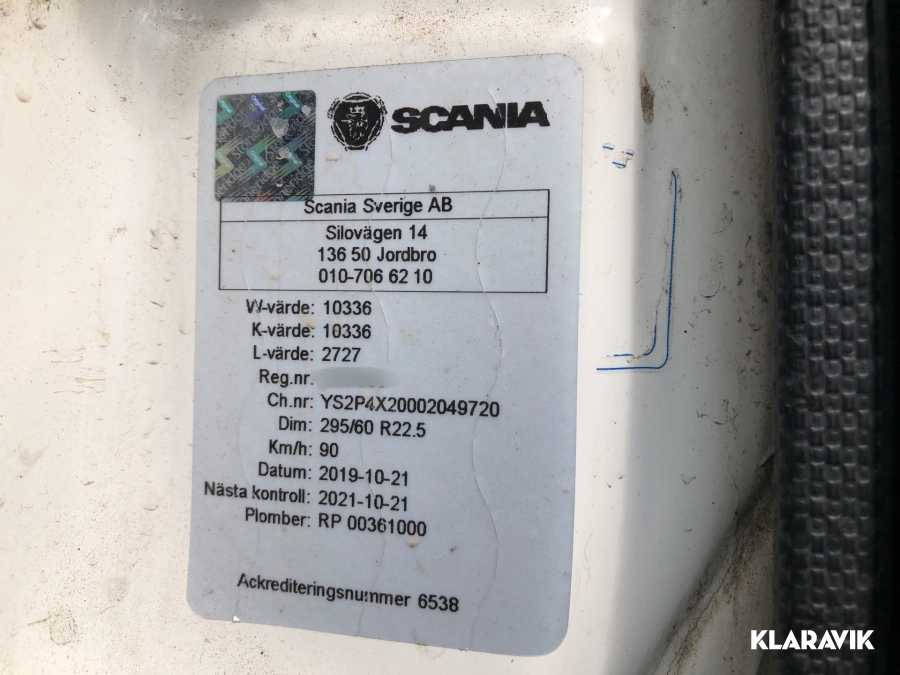 SCANIA
Scania Sverige AB
Silovägen 14
136 50 Jordbro
010-706 62 10
W-värde: 10336
K-värde: 10336
L-värde: 2727
Reg.nr.
Ch.nr: YS2P4X20002049720
Dim: 295/60 R22.5
Km/h: 90
Datum: 2019-10-21
Nästa kontroll: 2021-10-21
Plomber: RP 00361000
Ackrediteringsnummer 6538
KLARAVIK